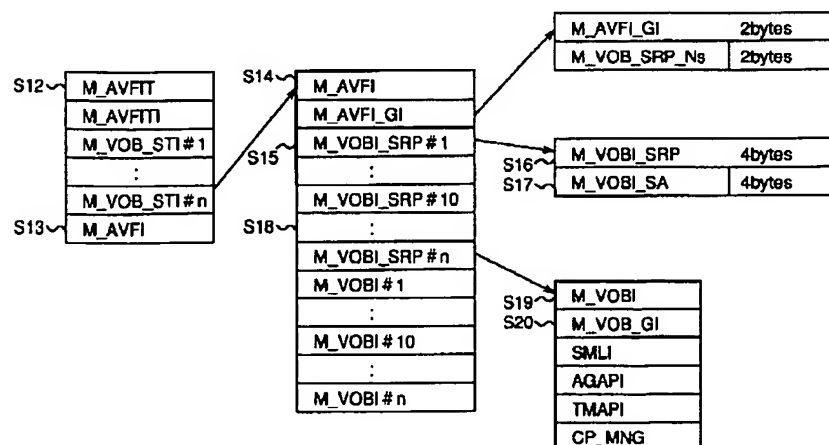 S12
M_AVFIT
M_AVFITI
M_VOB_STI#1
:
M_VOB_STI#n
S13
M_AVFI
S14
M_AVFI
M_AVFI_GI
S15
M_VOBI_SRP#1
:
M_VOBI_SRP#10
S18
:
M_VOBI_SRP#n
M_VOBI#1
:
M_VOBI#10
:
M_VOBI#n
M_AVFI_GI 2bytes
M_VOB_SRP_Ns 2bytes
S16
M_VOBI_SRP 4bytes
S17
M_VOBI_SA 4bytes
S19
M_VOBI
S20
M_VOB_GI
SMLI
AGAPI
TMAPI
CP_MNG